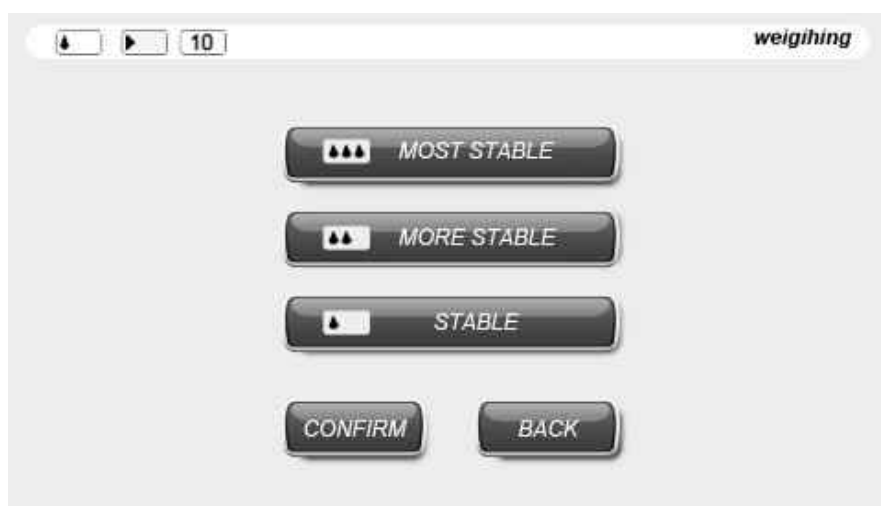 10 weigihing
MOST STABLE
MORE STABLE
STABLE
CONFIRM BACK